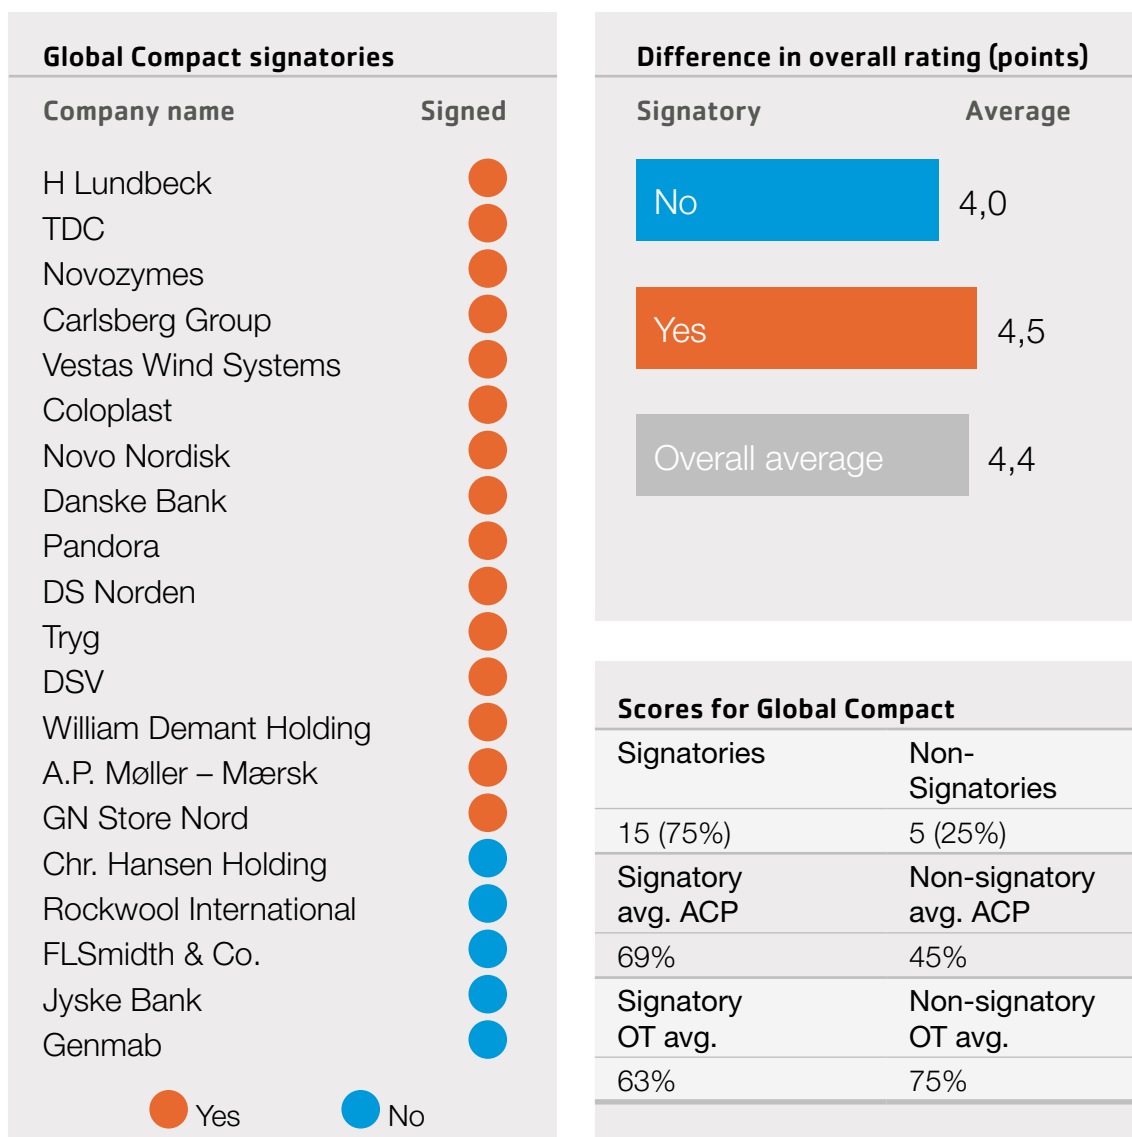 Global Compact signatories
Company name Signed
H Lundbeck
TDC
Novozymes
Carlsberg Group
Vestas Wind Systems
Coloplast
Novo Nordisk
Danske Bank
Pandora
DS Norden
Tryg
DSV
William Demant Holding
A.P. Møller – Mærsk
GN Store Nord
Chr. Hansen Holding
Rockwool International
FLSmidth & Co.
Jyske Bank
Genmab
Yes No
Difference in overall rating (points)
Signatory Average
No 4,0
Yes 4,5
Overall average 4,4
Scores for Global Compact
Signatories Non-
Signatories
15 (75%) 5 (25%)
Signatory Non-signatory
avg. ACP avg. ACP
69% 45%
Signatory Non-signatory
OT avg. OT avg.
63% 75%